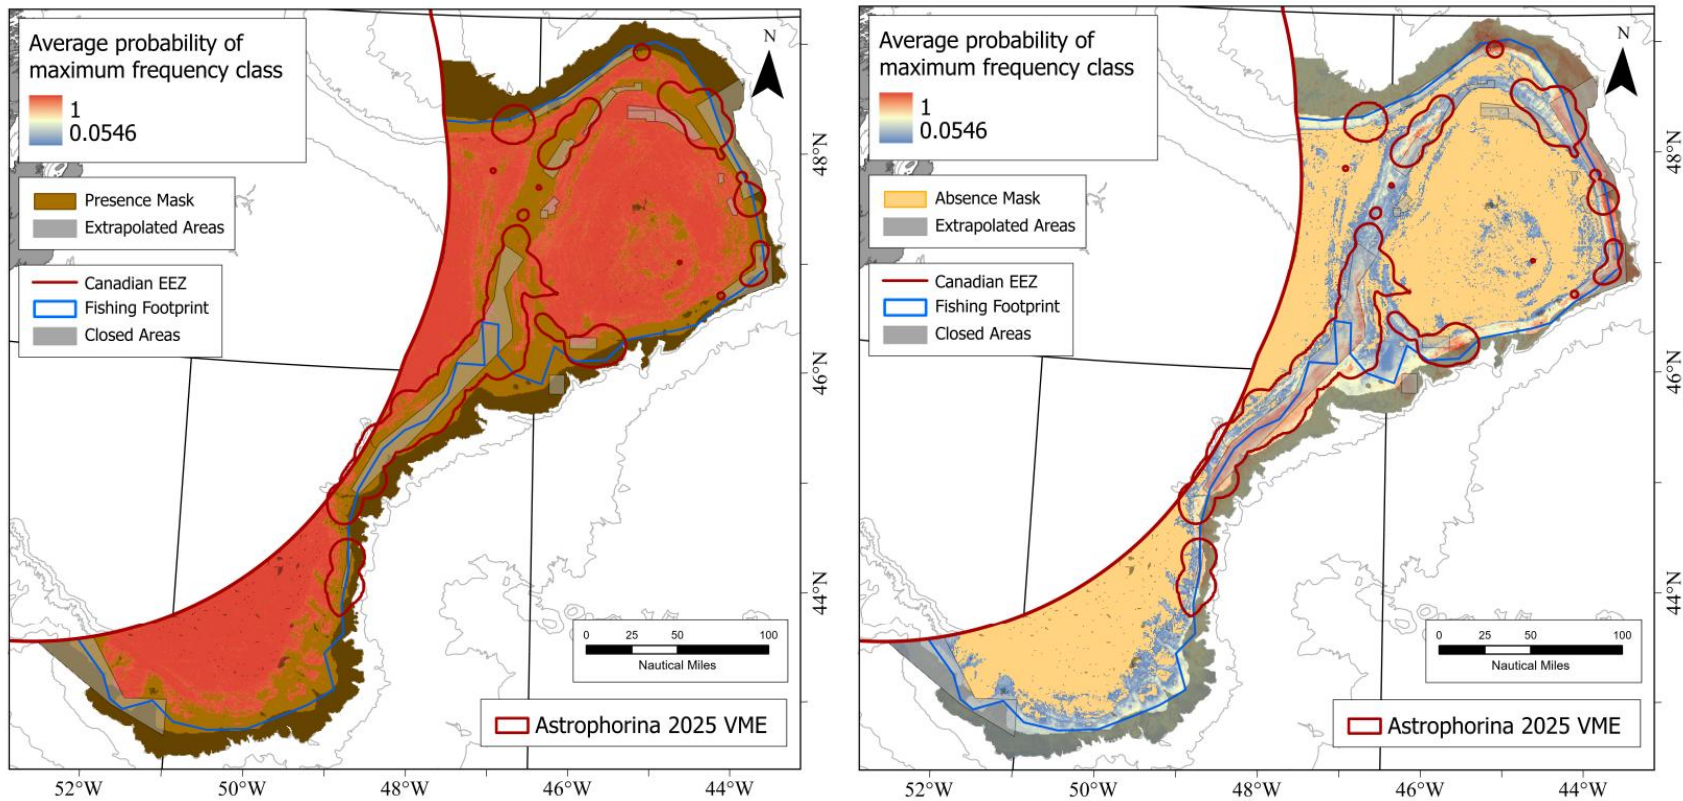 Average probability of
maximum frequency class
1
0.0546
Presence Mask
Extrapolated Areas
Canadian EEZ
Fishing Footprint
Closed Areas
N
48°N
46°N
44°N
0 25 50 100
Nautical Miles
Astrophorina 2025 VME
52°W 50°W 48°W 46°W 44°W
Average probability of
maximum frequency class
1
0.0546
Absence Mask
Extrapolated Areas
Canadian EEZ
Fishing Footprint
Closed Areas
N
48°N
46°N
44°N
0 25 50 100
Nautical Miles
Astrophorina 2025 VME
52°W 50°W 48°W 46°W 44°W